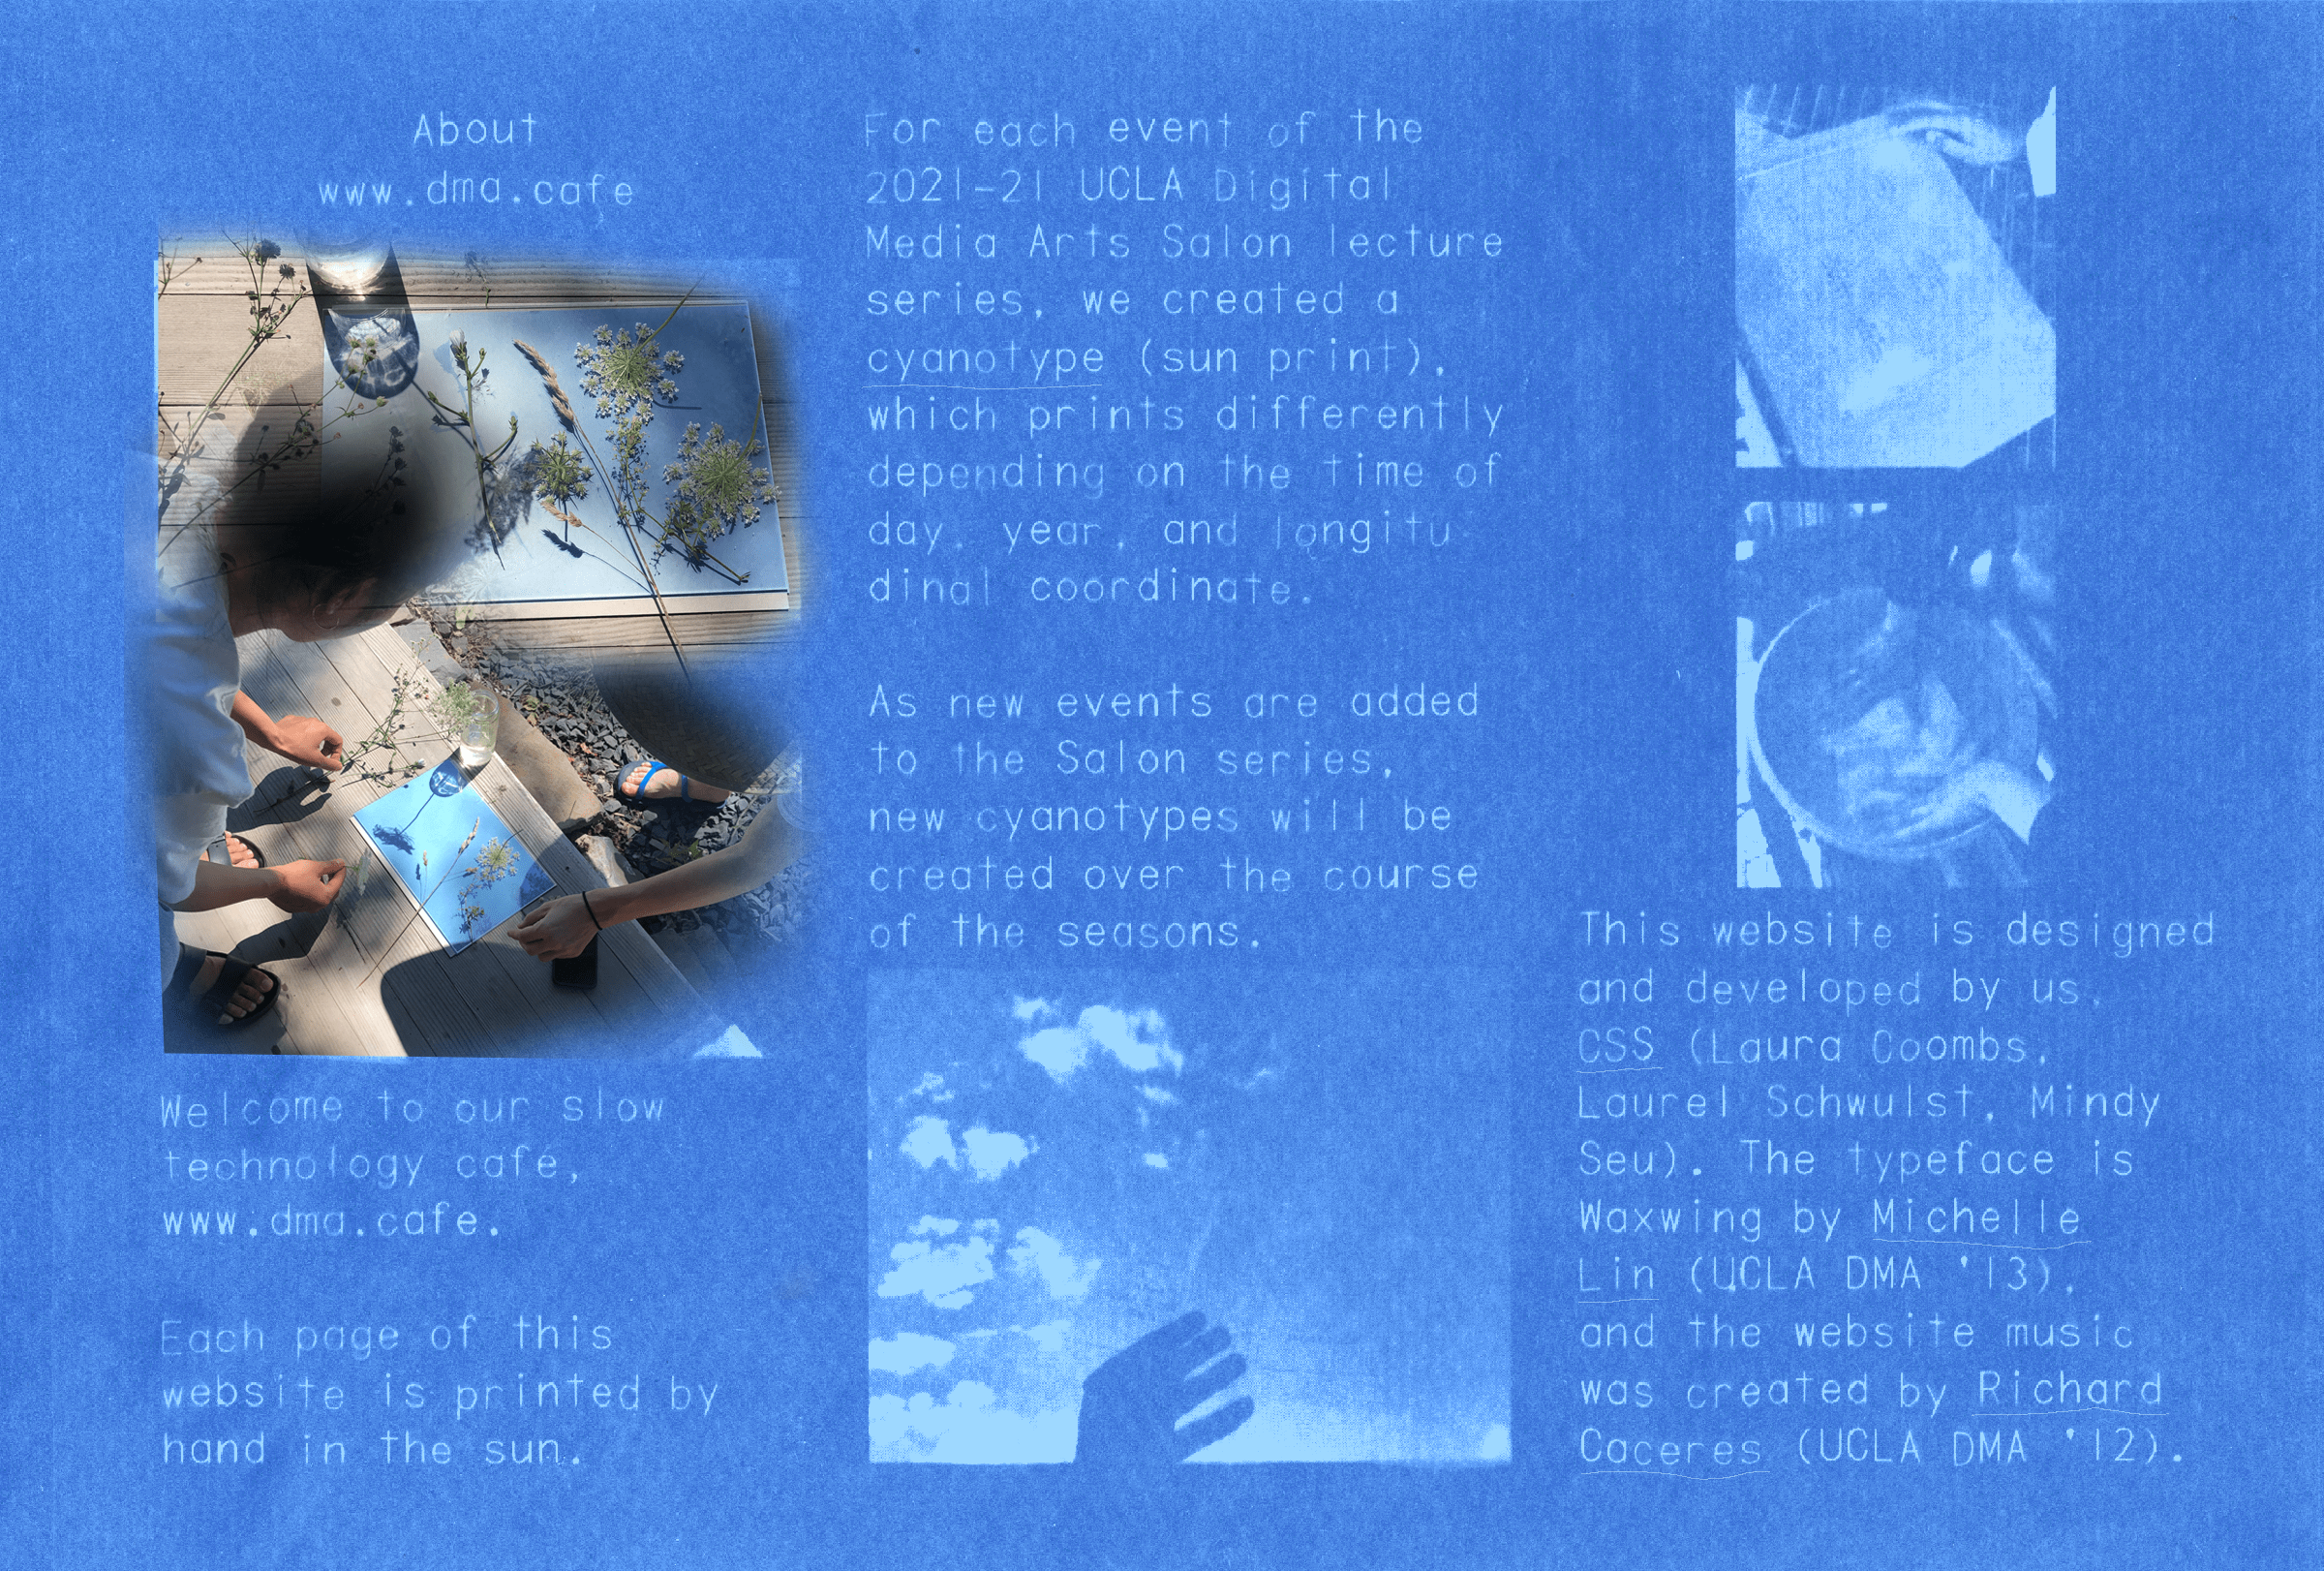 About
www.dma.cafe
Welcome to our slow
technology cafe,
www.dma.cafe.
Each page of this
website is printed by
hand in the sun.
For each event of the
2021-21 UCLA Digital
Media Arts Salon lecture
series, we created a
cyanotype (sun print),
which prints differently
depending on the time of
day, year, and longitu-
dinal coordinate.
As new events are added
to the Salon series,
new cyanotypes will be
created over the course
of the seasons.
This website is designed
and developed by us,
CSS (Laura Coombs,
Laurel Schwulst, Mindy
Seu). The typeface is
Waxwing by Michelle
Lin (UCLA DMA '13),
and the website music
was created by Richard
Caceres (UCLA DMA '12).